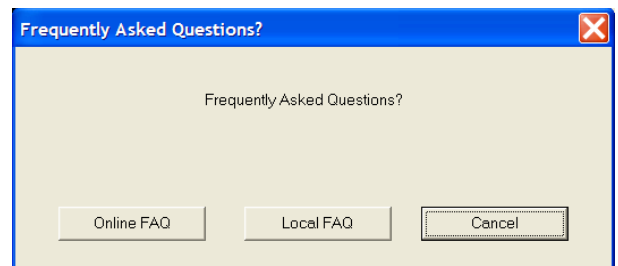 Frequently Asked Questions?
Frequently Asked Questions?
Online FAQ Local FAQ Cancel